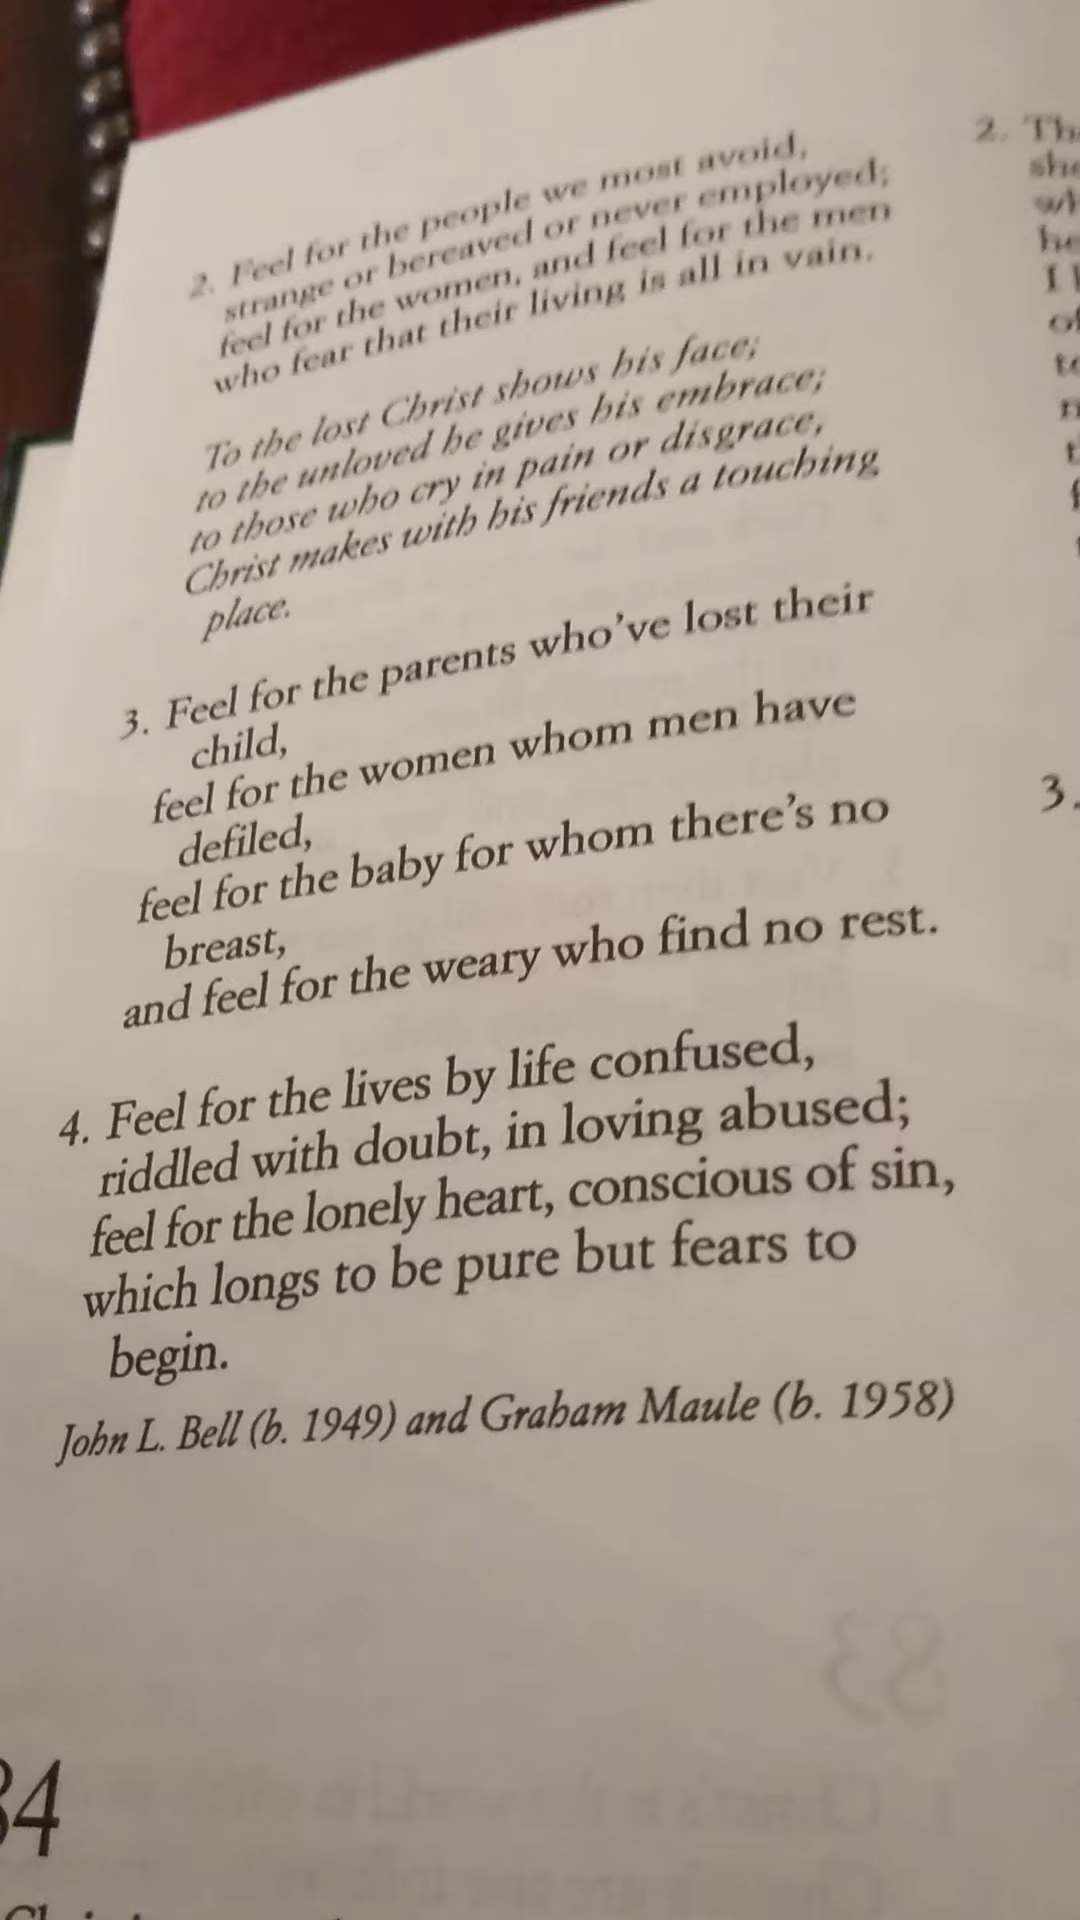 2. Feel for the people we most avoid,
strange or bereaved or never employed;
feel for the women, and feel for the men
who fear that their living is all in vain.
To the lost Christ shows his face;
to the unloved he gives his embrace;
to those who cry in pain or disgrace,
Christ makes with his friends a touching
place.
3. Feel for the parents who've lost their
child,
feel for the women whom men have
defiled,
feel for the baby for whom there's no
breast,
and feel for the weary who find no rest.
4. Feel for the lives by life confused,
riddled with doubt, in loving abused;
feel for the lonely heart, conscious of sin,
which longs to be pure but fears to
begin.
John L. Bell (b. 1949) and Graham Maule (b. 1958)
2.
3.
83